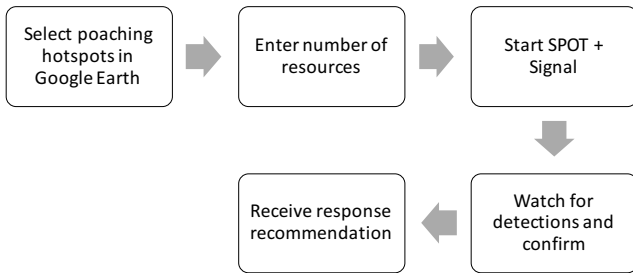 Select poaching
hotspots in
Google Earth
Enter number of
resources
Start SPOT +
Signal
Watch for
detections and
confirm
Receive response
recommendation